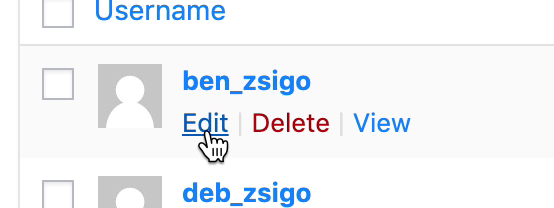 Username
ben_zsigo
Edit | Delete | View
deb_zsigo